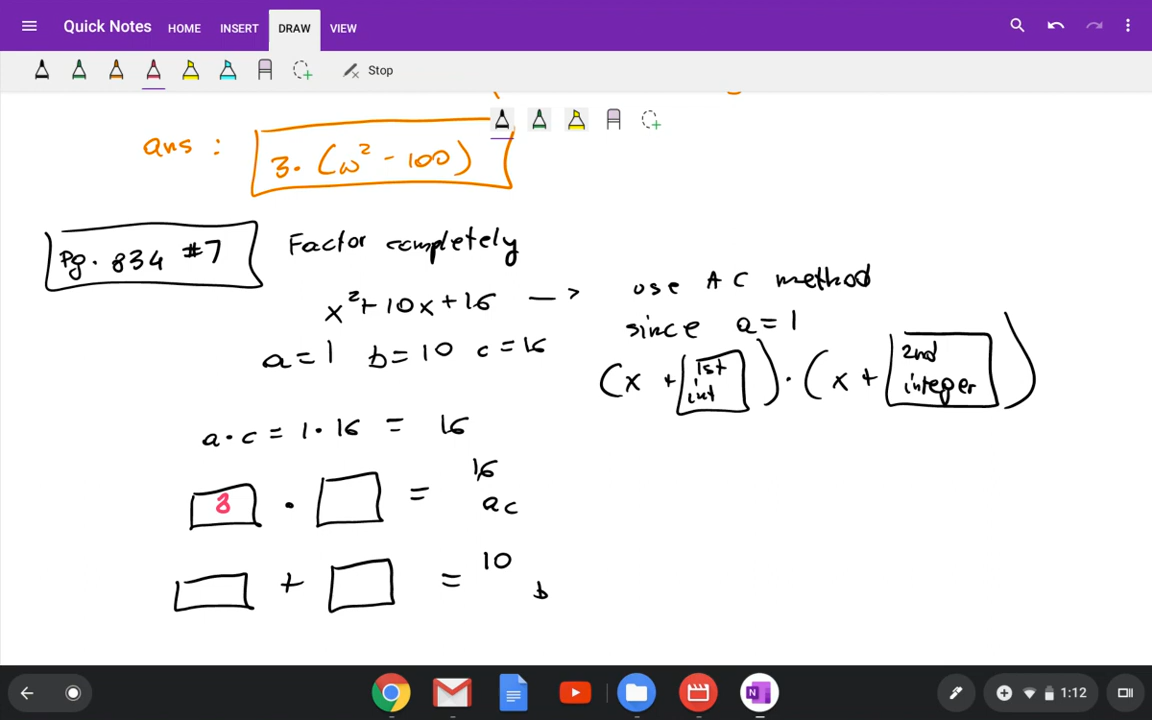 Quick Notes HOME INSERT DRAW VIEW
Stop
ans : 3. (w² - 100)
Pg. 834 #7 Factor completely
x² + 10x + 16 → use AC method
since a = 1
a = 1 b = 10 c = 16
(x + 1st int) · (x + 2nd integer)
a · c = 1 · 16 = 16
8 · = 16
ac
+ = 10
b
1:12